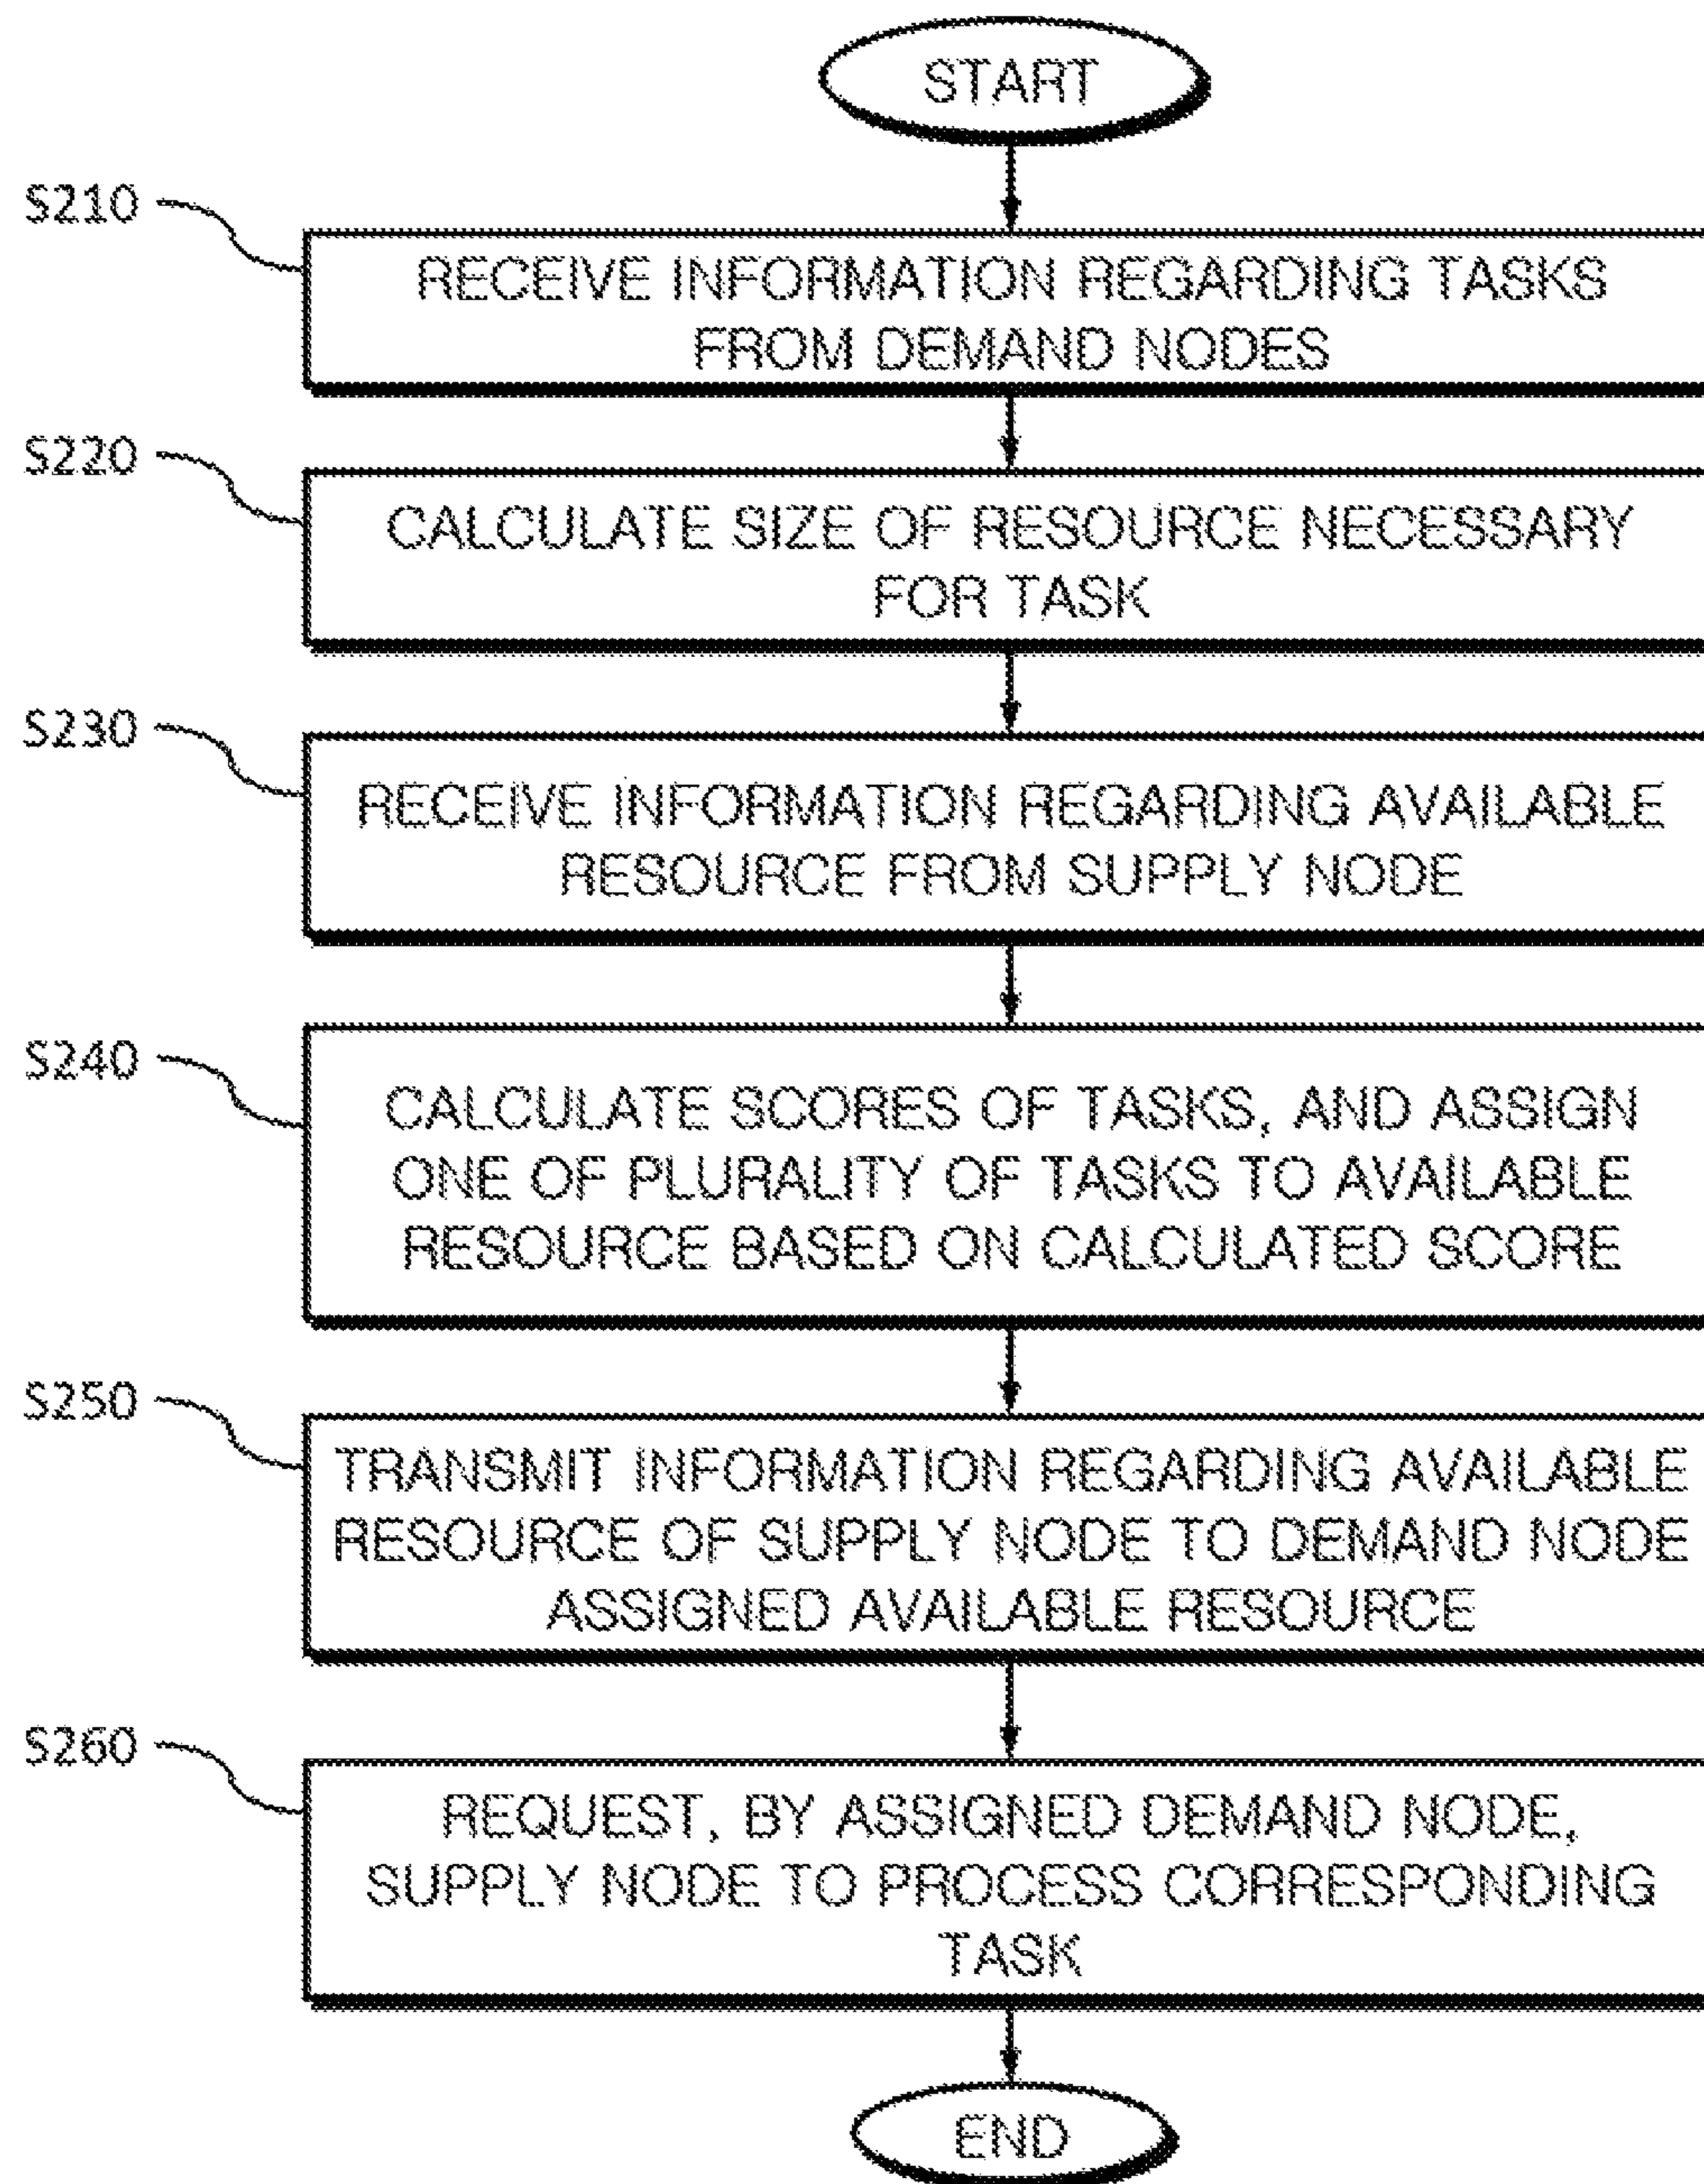 START
S210
RECEIVE INFORMATION REGARDING TASKS
FROM DEMAND NODES
S220
CALCULATE SIZE OF RESOURCE NECESSARY
FOR TASK
S230
RECEIVE INFORMATION REGARDING AVAILABLE
RESOURCE FROM SUPPLY NODE
S240
CALCULATE SCORES OF TASKS, AND ASSIGN
ONE OF PLURALITY OF TASKS TO AVAILABLE
RESOURCE BASED ON CALCULATED SCORE
S250
TRANSMIT INFORMATION REGARDING AVAILABLE
RESOURCE OF SUPPLY NODE TO DEMAND NODE
ASSIGNED AVAILABLE RESOURCE
S260
REQUEST, BY ASSIGNED DEMAND NODE,
SUPPLY NODE TO PROCESS CORRESPONDING
TASK
END